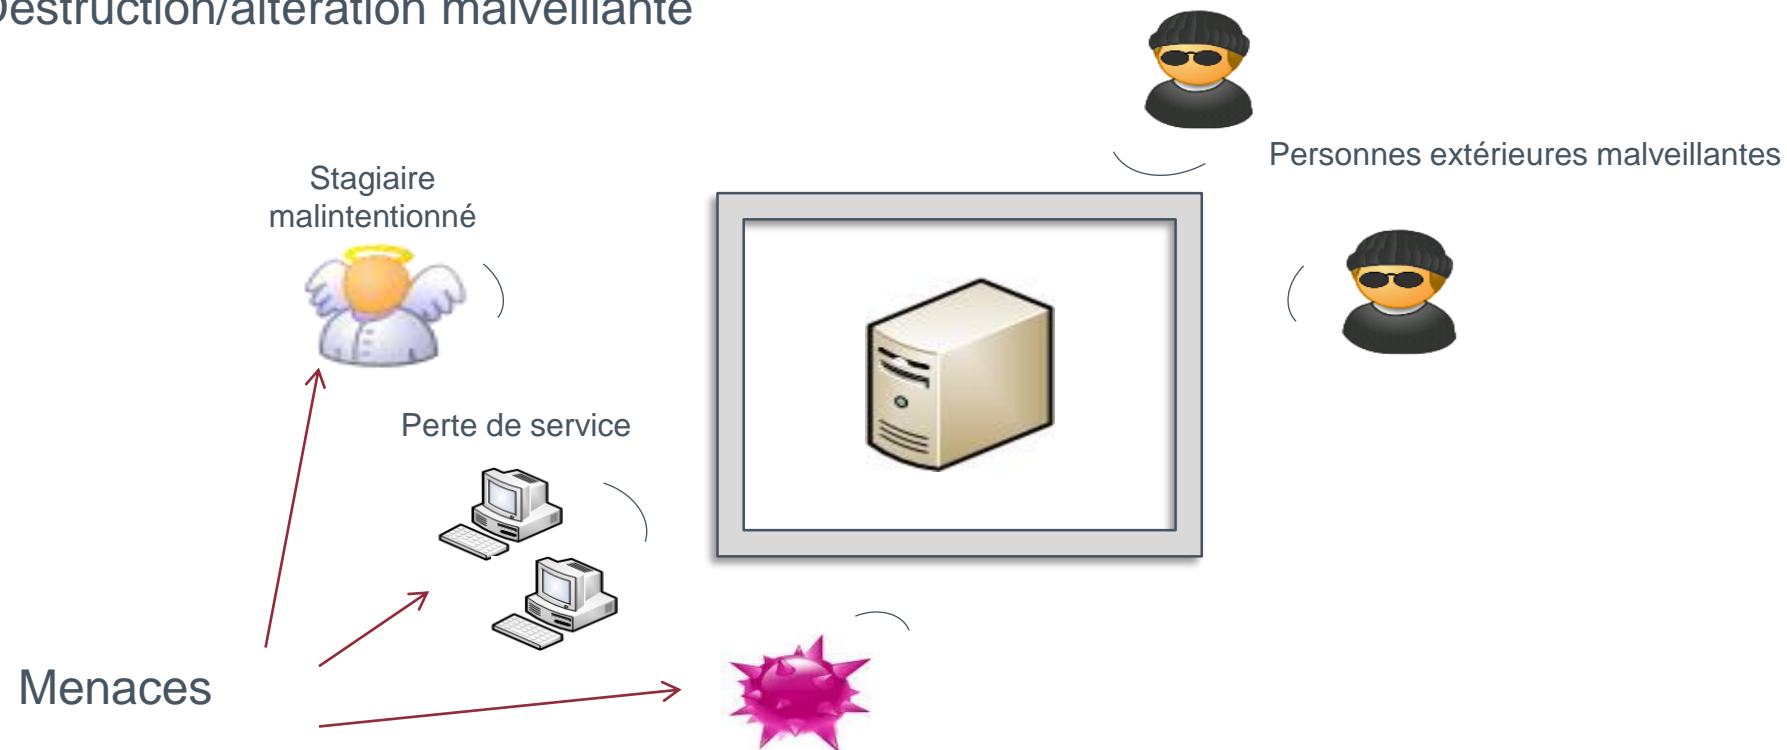 Destruction/altération malveillante
Personnes extérieures malveillantes
Stagiaire
malintentionné
Perte de service
Menaces